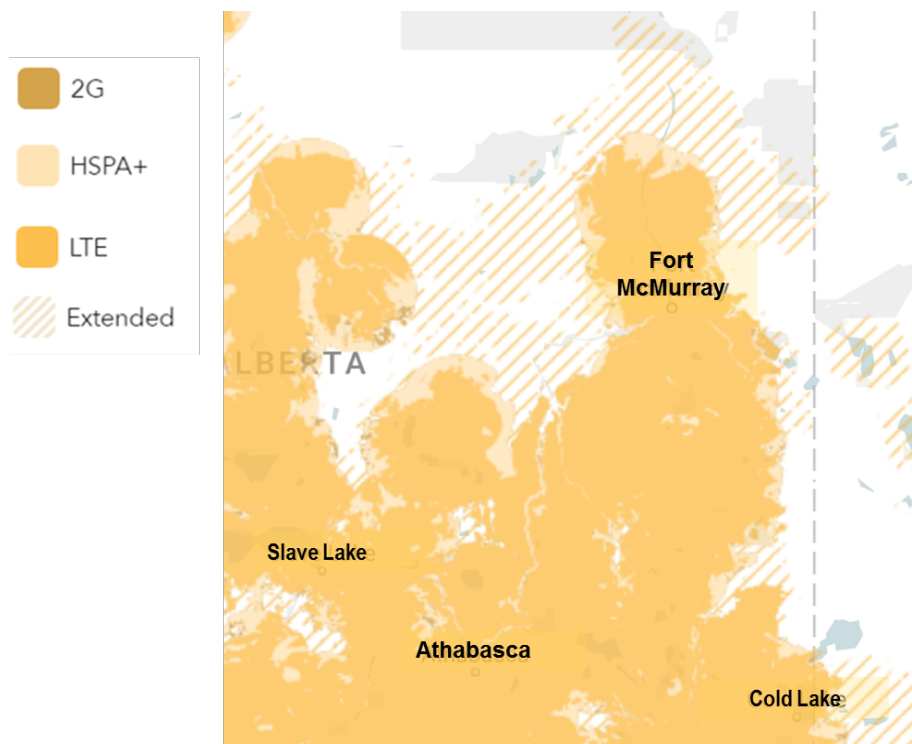 2G
HSPA+
LTE
Extended
Fort
McMurray
ALBERTA
Slave Lake
Athabasca
Cold Lake